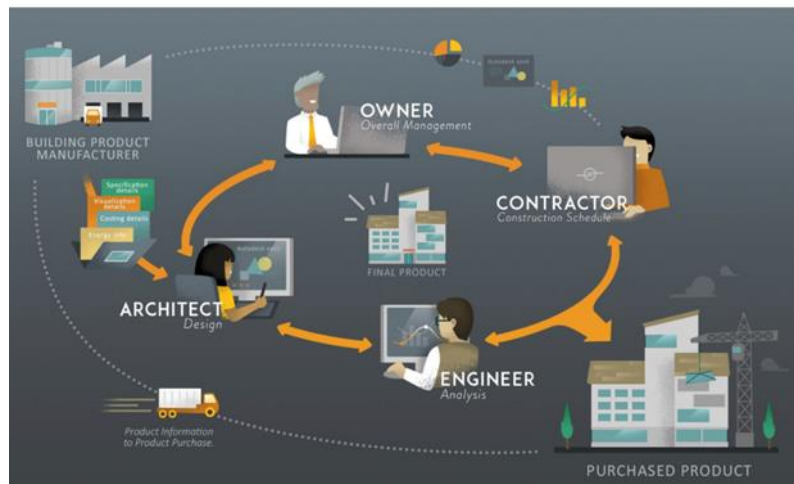 BUILDING PRODUCT
MANUFACTURER
OWNER
Overall Management
CONTRACTOR
Construction Schedule
Specification
details
Visualisation
details
Costing details
Energy info
FINAL PRODUCT
ARCHITECT
Design
ENGINEER
Analysis
Product Information
to Product Purchase.
PURCHASED PRODUCT